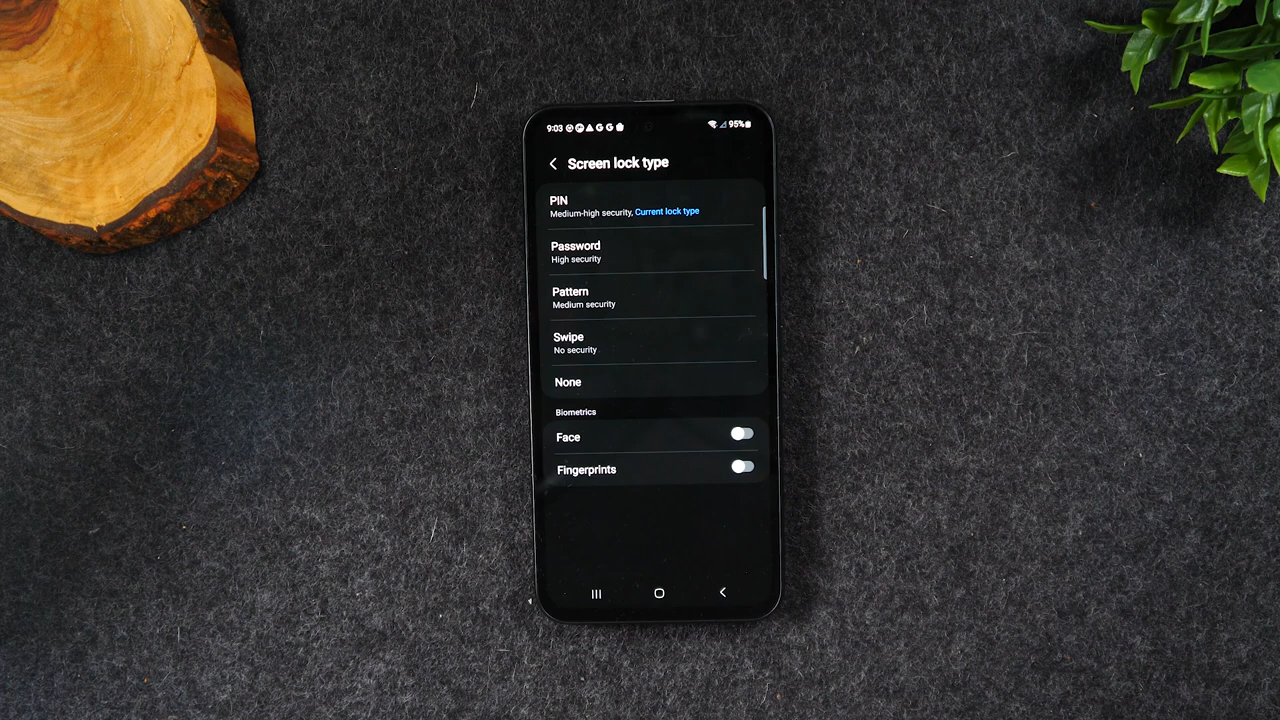 9:03 95%
Screen lock type
PIN
Medium-high security, Current lock type
Password
High security
Pattern
Medium security
Swipe
No security
None
Biometrics
Face
Fingerprints